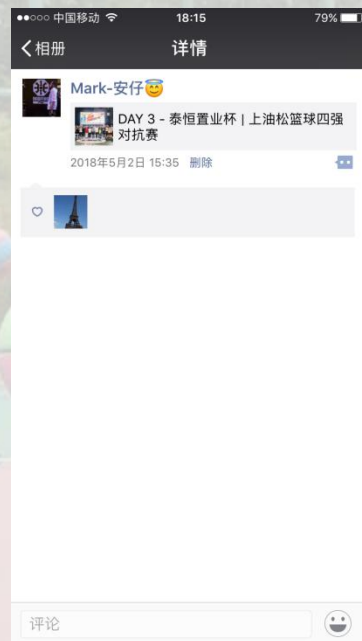 中国移动 18:15 79%
相册 详情
Mark-安仔😇
DAY 3 - 泰恒置业杯 | 上油松篮球四强
对抗赛
2018年5月2日 15:35 删除
评论